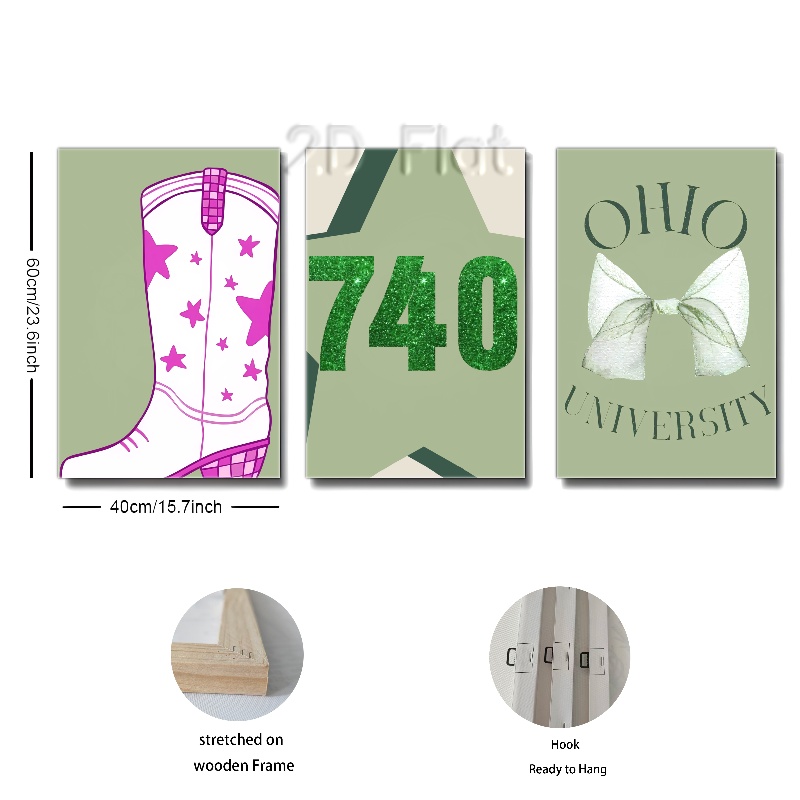 2D Flat
60cm/23.6inch
740
OHIO
UNIVERSITY
40cm/15.7inch
stretched on
wooden Frame
Hook
Ready to Hang